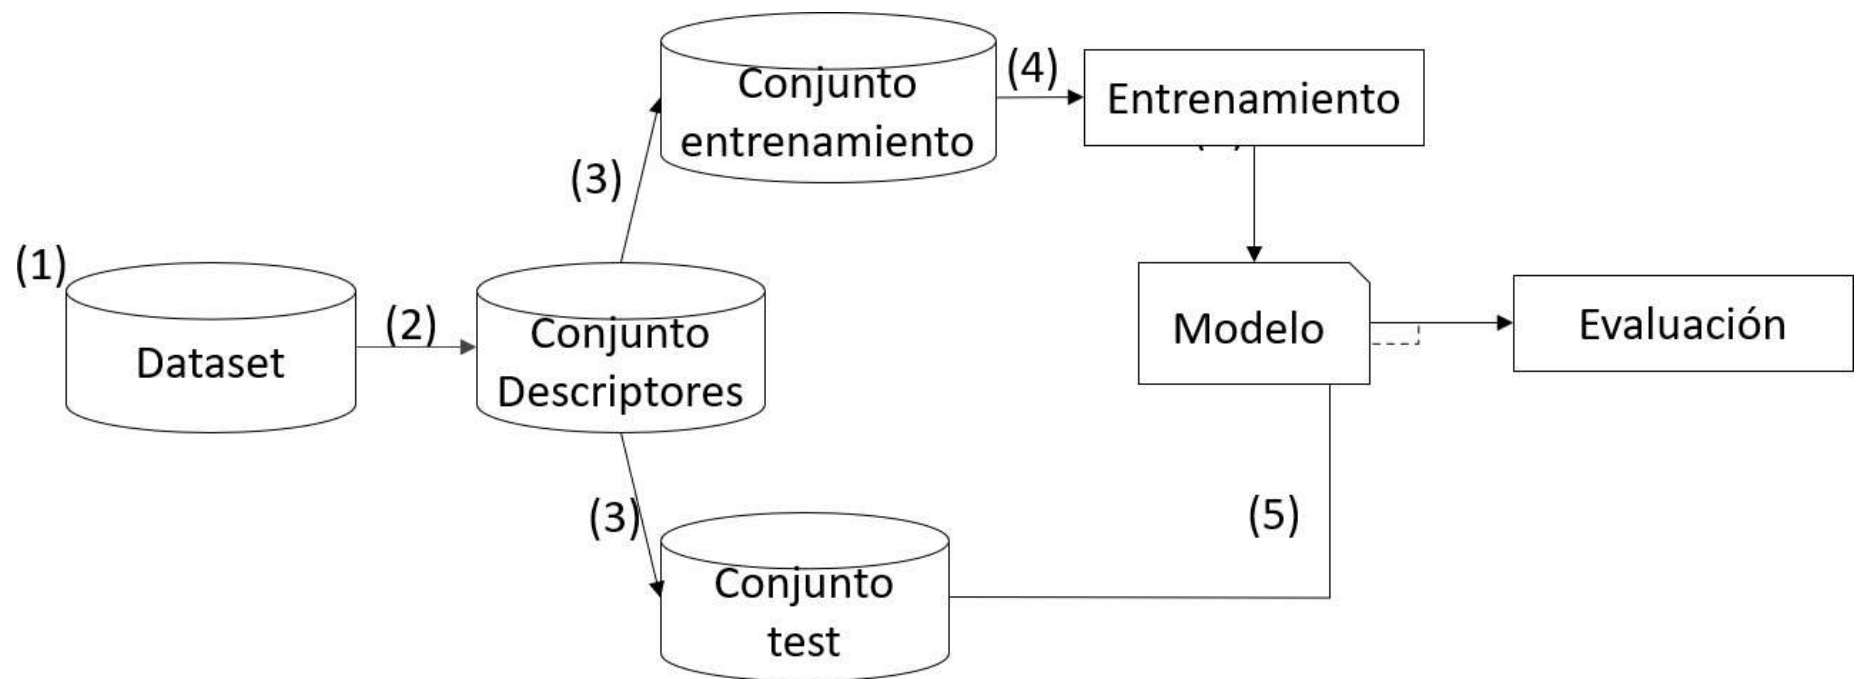 (1)
Dataset
(2)
Conjunto
Descriptores
(3)
Conjunto
entrenamiento
(4)
Entrenamiento
(3)
Conjunto
test
(5)
Modelo
Evaluación